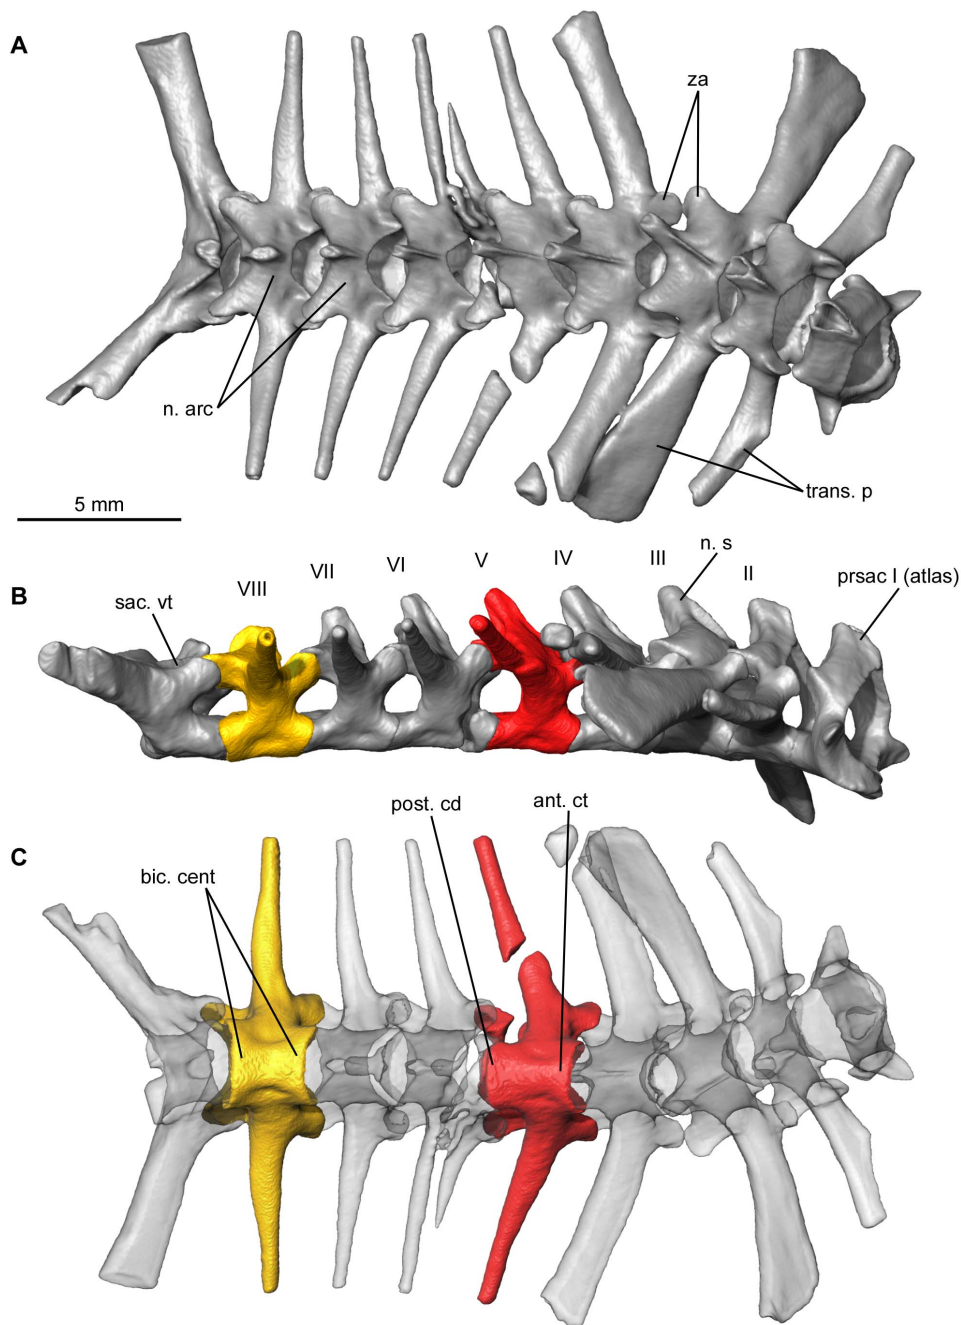 A
za
n. arc
trans. p
5 mm
B
sac. vt
VIII
VII
VI
V
IV
III
n. s
II
prsac I (atlas)
C
bic. cent
post. cd
ant. ct